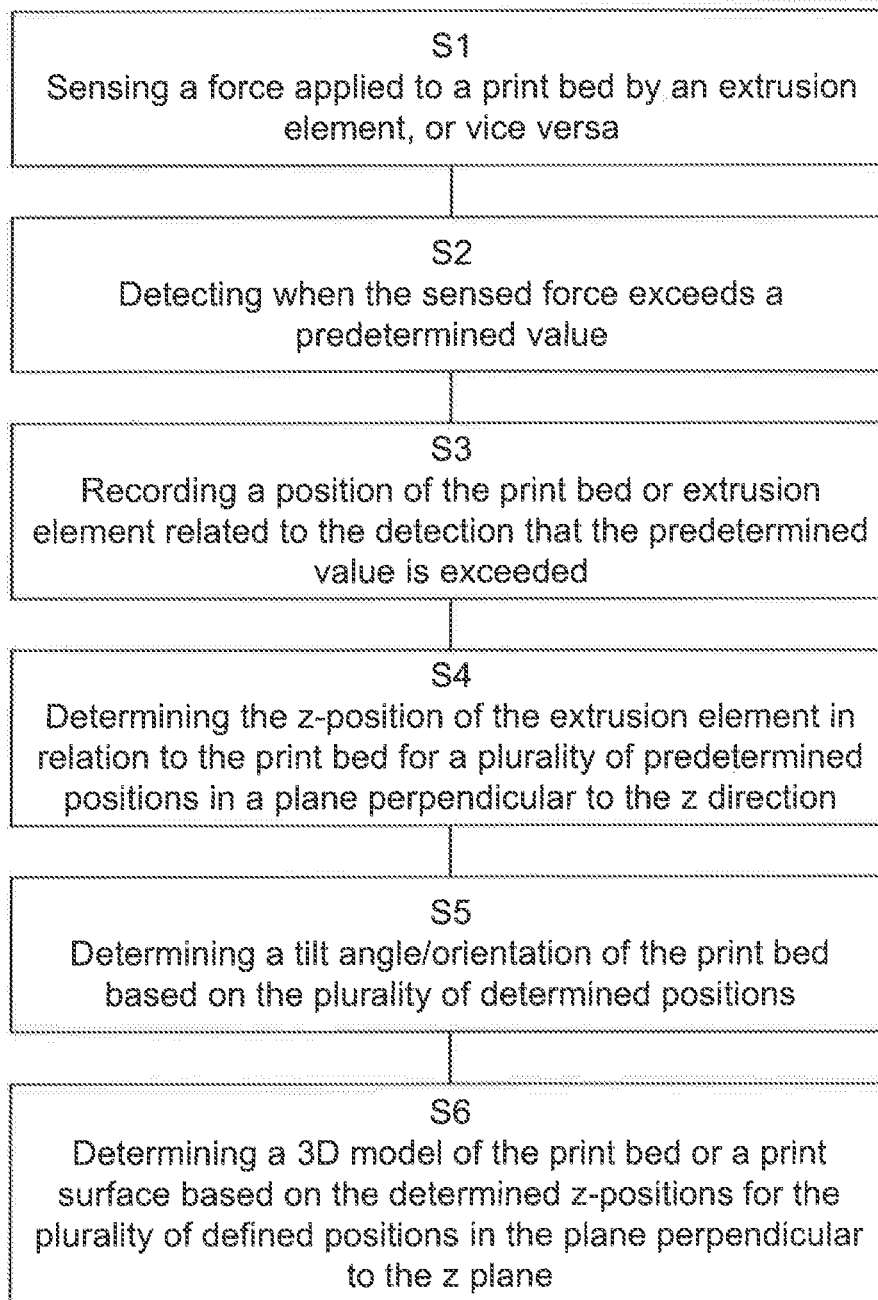 S1
Sensing a force applied to a print bed by an extrusion
element, or vice versa
S2
Detecting when the sensed force exceeds a
predetermined value
S3
Recording a position of the print bed or extrusion
element related to the detection that the predetermined
value is exceeded
S4
Determining the z-position of the extrusion element in
relation to the print bed for a plurality of predetermined
positions in a plane perpendicular to the z direction
S5
Determining a tilt angle/orientation of the print bed
based on the plurality of determined positions
S6
Determining a 3D model of the print bed or a print
surface based on the determined z-positions for the
plurality of defined positions in the plane perpendicular
to the z plane